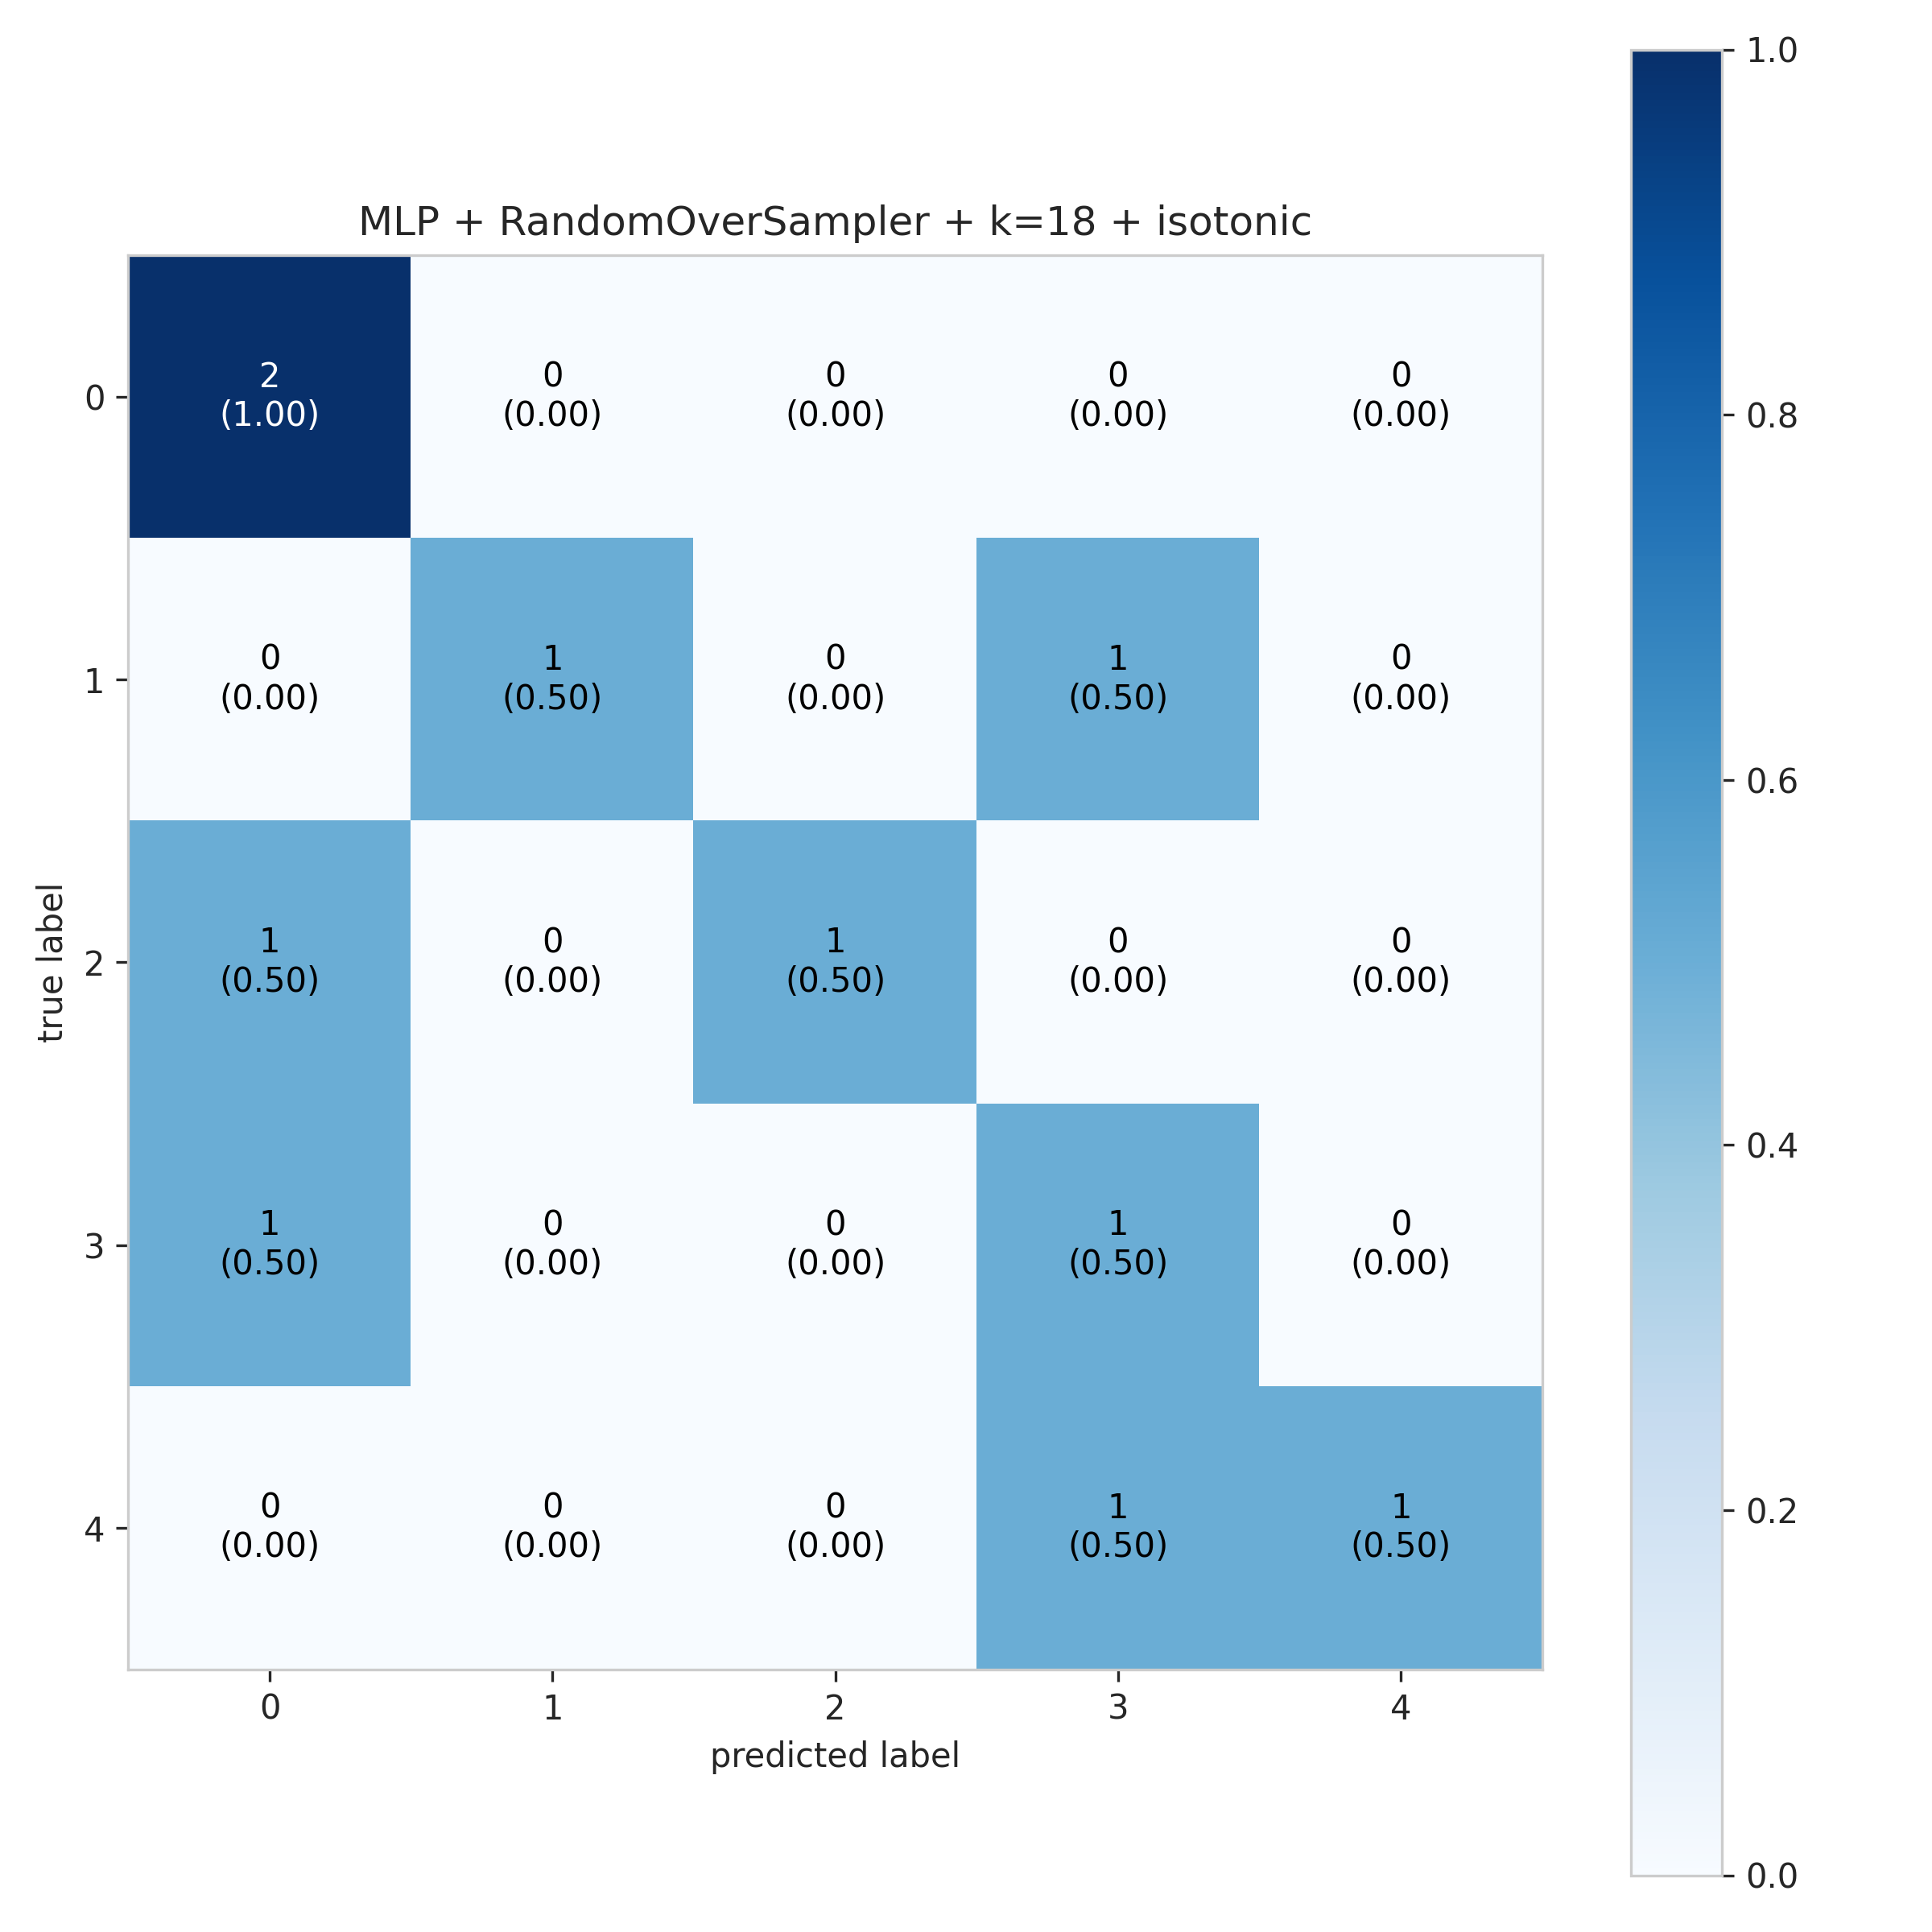 MLP + RandomOverSampler + k=18 + isotonic
1.0
0.8
0.6
0.4
0.2
0.0
true label
0
2 0 0 0 0
(1.00) (0.00) (0.00) (0.00) (0.00)
1
0 1 0 1 0
(0.00) (0.50) (0.00) (0.50) (0.00)
2
1 0 1 0 0
(0.50) (0.00) (0.50) (0.00) (0.00)
3
1 0 0 1 0
(0.50) (0.00) (0.00) (0.50) (0.00)
4
0 0 0 1 1
(0.00) (0.00) (0.00) (0.50) (0.50)
0 1 2 3 4
predicted label